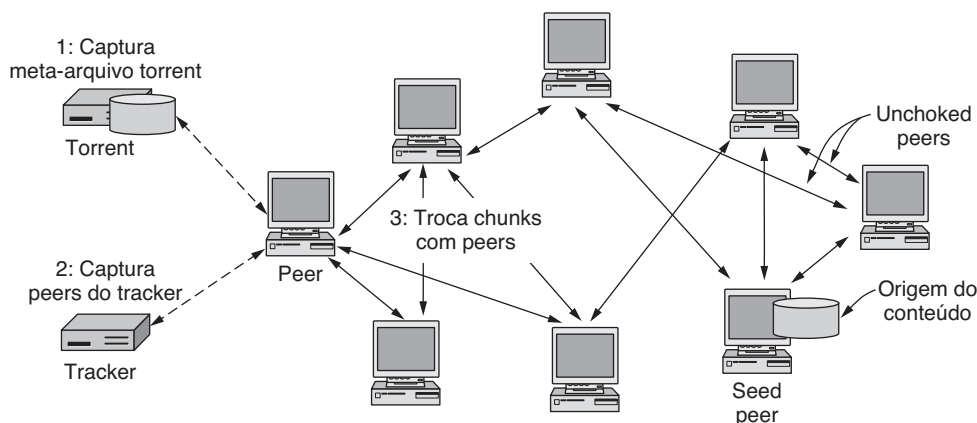 1: Captura
meta-arquivo torrent
Torrent
Unchoked
peers
3: Troca chunks
com peers
Peer
2: Captura
peers do tracker
Tracker
Origem do
conteúdo
Seed
peer